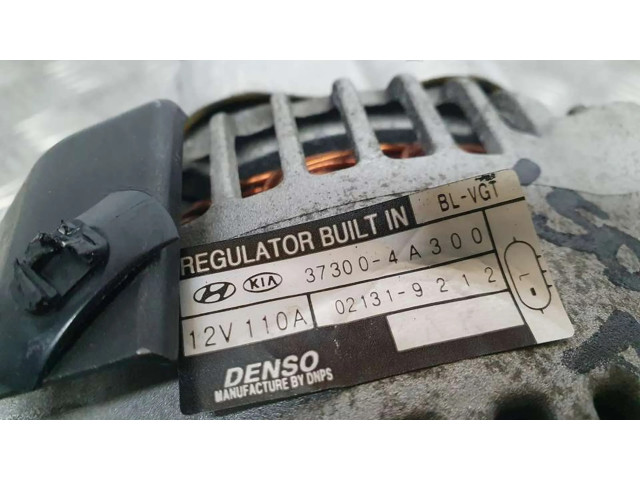 REGULATOR BUILT IN BL-VGT
KIA 37300-4A300
12V 110A 02131-9212
L
DENSO
MANUFACTURE BY DNPS